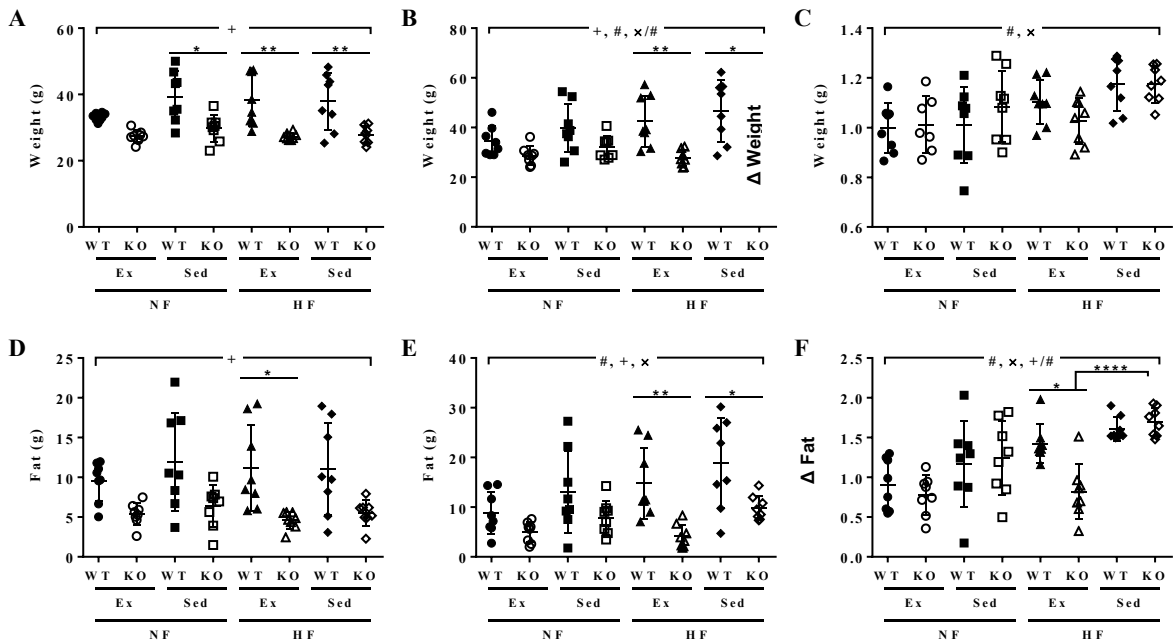 A
+
60
40
20
0
Weight (g)
*
**
**
WT KO WT KO WT KO WT KO
Ex Sed Ex Sed
NF HF
B
+, #, ×/#
80
60
40
20
0
Weight (g)
**
*
Δ Weight
WT KO WT KO WT KO WT KO
Ex Sed Ex Sed
NF HF
C
#, ×
1.4
1.2
1.0
0.8
0.6
Weight (g)
WT KO WT KO WT KO WT KO
Ex Sed Ex Sed
NF HF
D
+
25
20
15
10
5
0
Fat (g)
*
WT KO WT KO WT KO WT KO
Ex Sed Ex Sed
NF HF
E
#, +, ×
40
30
20
10
0
Fat (g)
**
*
WT KO WT KO WT KO WT KO
Ex Sed Ex Sed
NF HF
F
#, ×, +/#
2.5
2.0
1.5
1.0
0.5
0.0
Δ Fat
*
****
WT KO WT KO WT KO WT KO
Ex Sed Ex Sed
NF HF